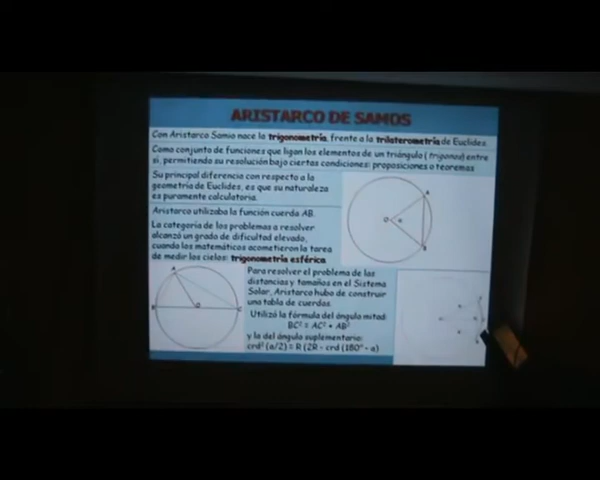 ARISTARCO DE SAMOS
Con Aristarco Samio nace la trigonometría, frente a la trilaterometría de Euclides.
Como conjunto de funciones que ligan los elementos de un triángulo (trigonos) entre
sí, permitiendo su resolución bajo ciertas condiciones: proposiciones o teoremas
Su principal diferencia con respecto a la
geometría de Euclides, es que su naturaleza
es puramente calculatoria.
Aristarco utilizaba la función cuerda AB.
La categoría de los problemas a resolver
alcanzó un grado de dificultad elevado,
cuando los matemáticos acometieron la tarea
de medir los cielos: trigonometría esférica
A
O
B
A
O
B
C
Para resolver el problema de las
distancias y tamaños en el Sistema
Solar, Aristarco hubo de construir
una tabla de cuerdas.
Utilizó la fórmula del ángulo mitad:
BC² = AC² + AB²
y la del ángulo suplementario:
crd² (a/2) = R (2R - crd (180° - a)